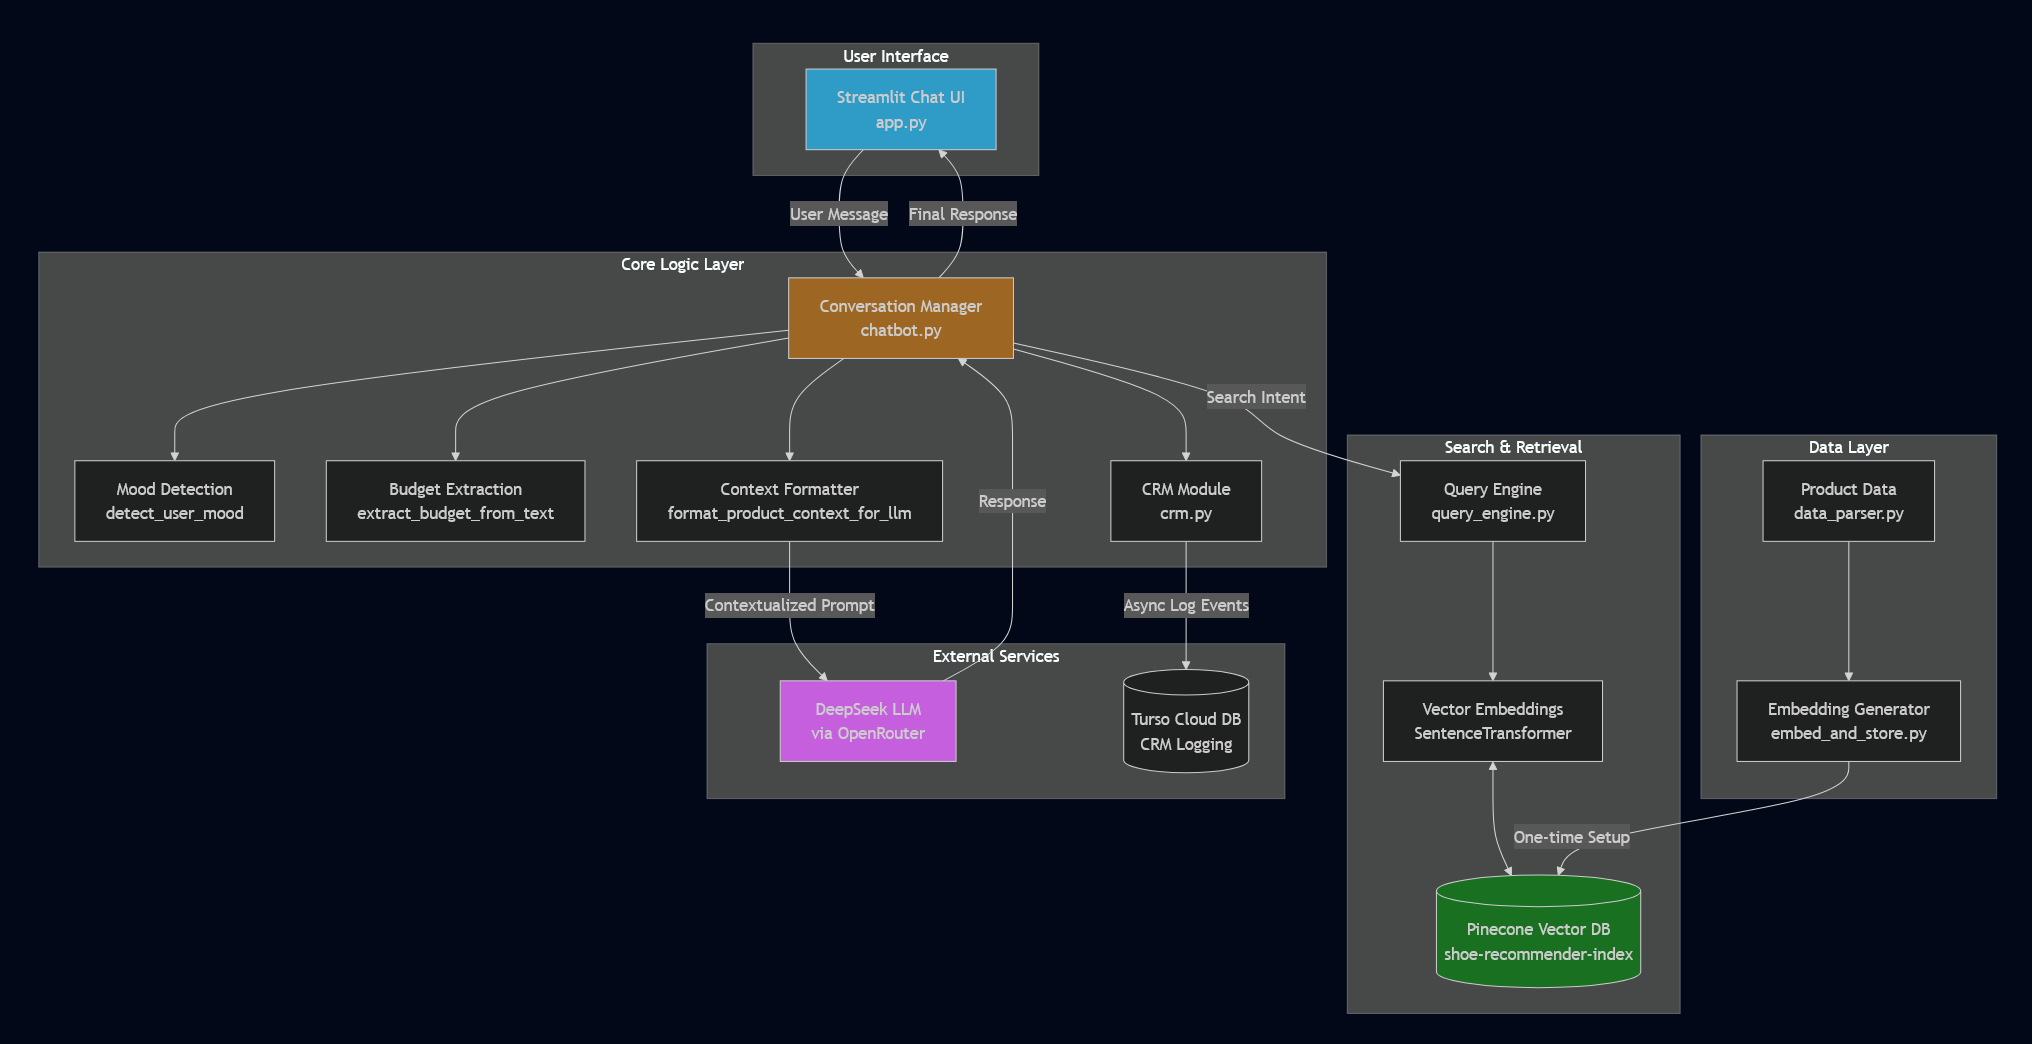 User Interface
Streamlit Chat UI
app.py
User Message
Final Response
Core Logic Layer
Conversation Manager
chatbot.py
Search Intent
Mood Detection
detect_user_mood
Budget Extraction
extract_budget_from_text
Context Formatter
format_product_context_for_llm
Response
CRM Module
crm.py
Search & Retrieval
Query Engine
query_engine.py
Data Layer
Product Data
data_parser.py
Contextualized Prompt
Async Log Events
External Services
DeepSeek LLM
via OpenRouter
Turso Cloud DB
CRM Logging
Vector Embeddings
SentenceTransformer
Embedding Generator
embed_and_store.py
One-time Setup
Pinecone Vector DB
shoe-recommender-index